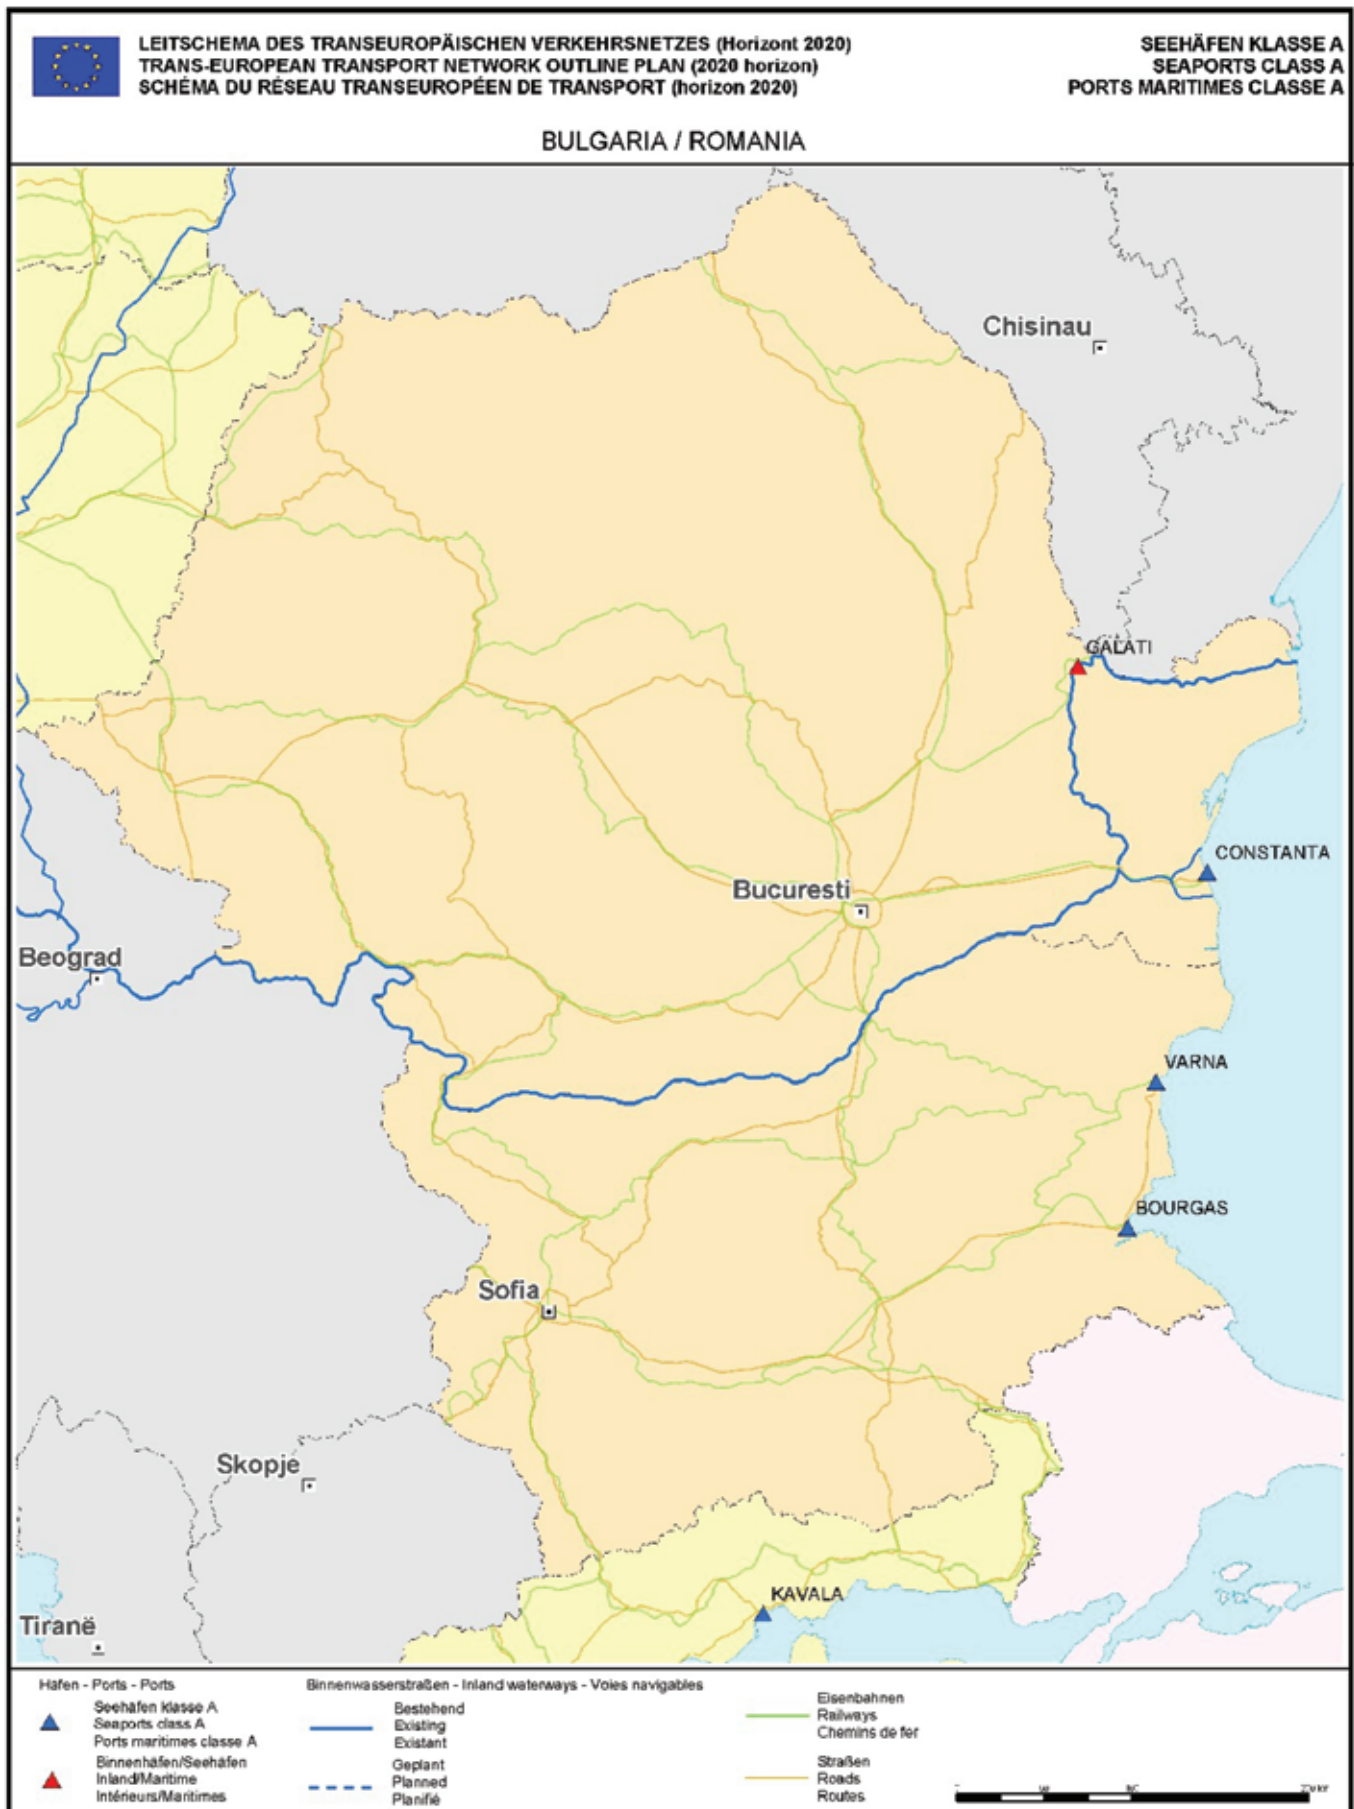 LEITSCHEMA DES TRANSEUROPÄISCHEN VERKEHRSNETZES (Horizont 2020)
TRANS-EUROPEAN TRANSPORT NETWORK OUTLINE PLAN (2020 horizon)
SCHÉMA DU RÉSEAU TRANSEUROPÉEN DE TRANSPORT (horizon 2020)
SEEHÄFEN KLASSE A
SEAPORTS CLASS A
PORTS MARITIMES CLASSE A
BULGARIA / ROMANIA
Chisinau
GALATI
CONSTANTA
Bucuresti
Beograd
VARNA
BOURGAS
Sofia
Skopje
KAVALA
Tiranë
Häfen - Ports - Ports
Seehäfen klasse A
Seaports class A
Ports maritimes classe A
Binnenhäfen/Seehäfen
Inland/Maritime
Intérieurs/Maritimes
Binnenwasserstraßen - Inland waterways - Voies navigables
Bestehend
Existing
Existant
Geplant
Planned
Planifié
Eisenbahnen
Railways
Chemins de fer
Straßen
Roads
Routes